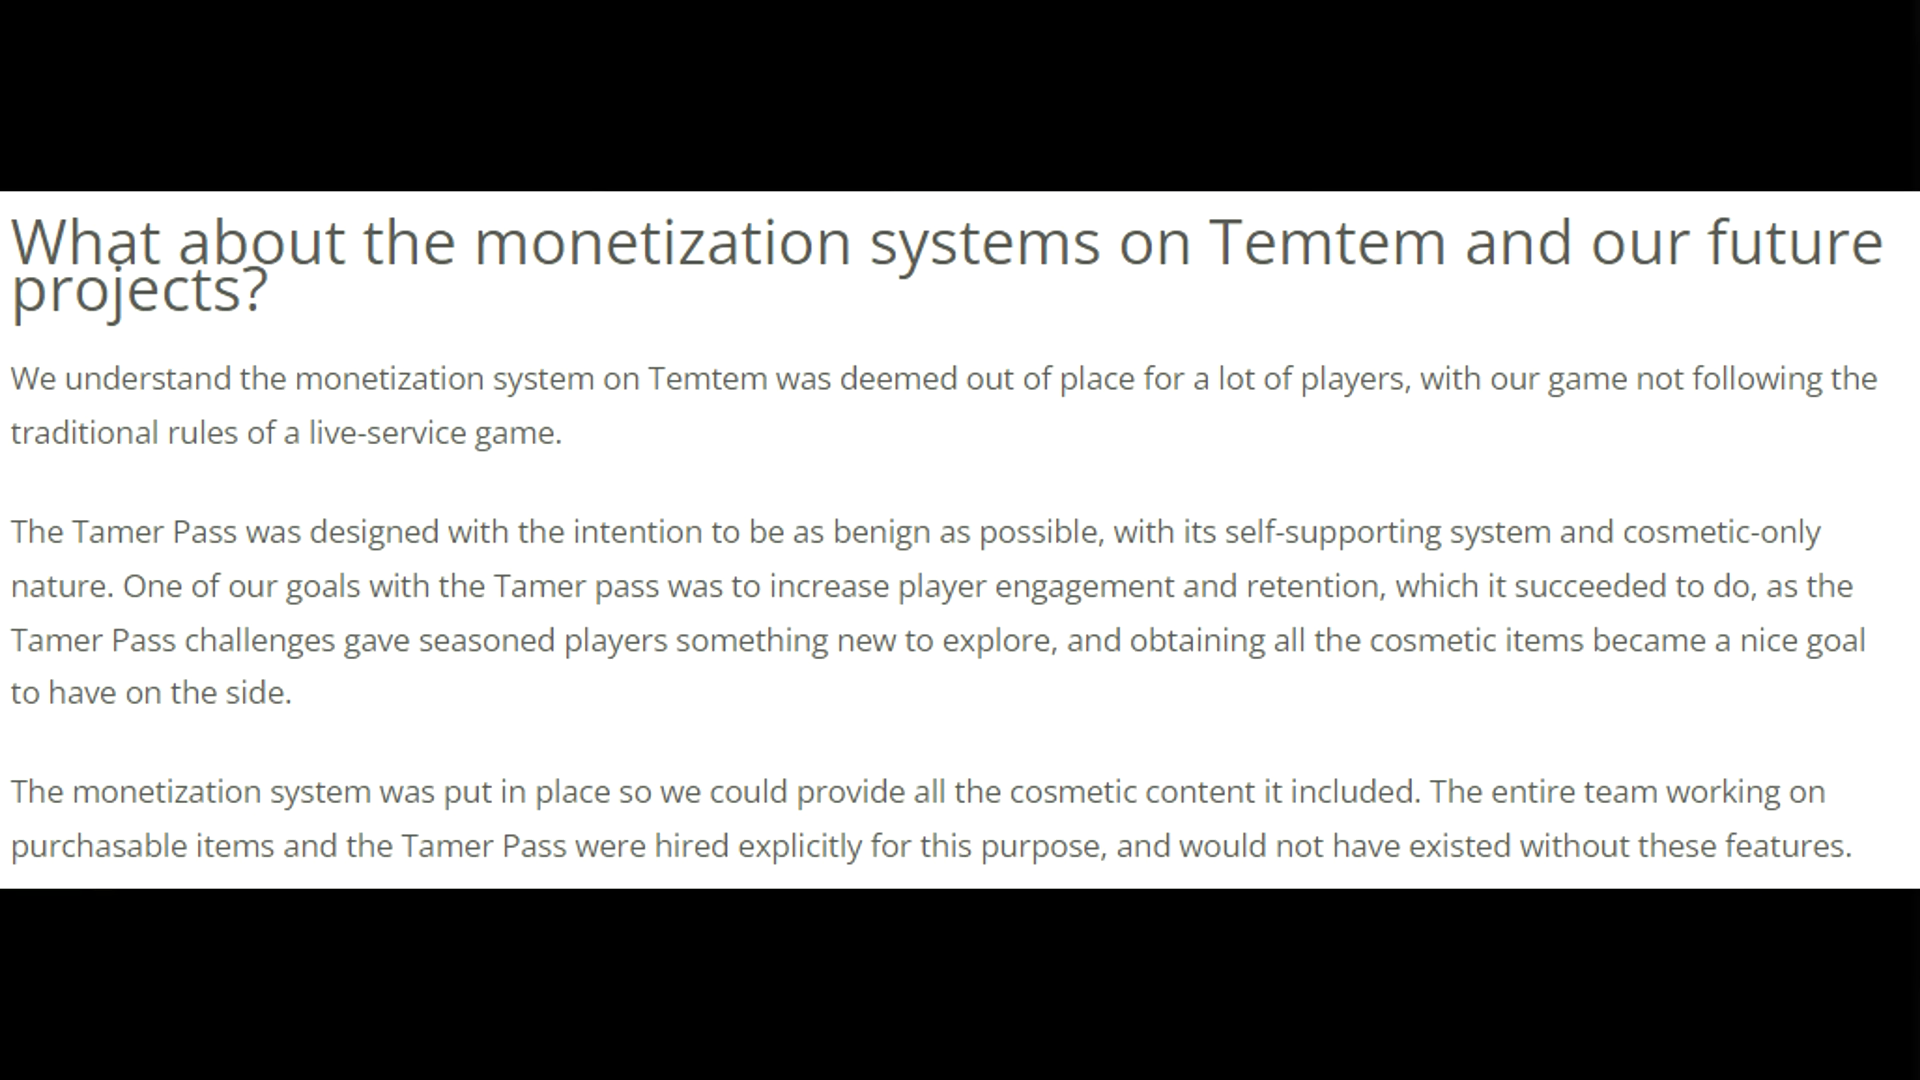 What about the monetization systems on Temtem and our future
projects?
We understand the monetization system on Temtem was deemed out of place for a lot of players, with our game not following the
traditional rules of a live-service game.
The Tamer Pass was designed with the intention to be as benign as possible, with its self-supporting system and cosmetic-only
nature. One of our goals with the Tamer pass was to increase player engagement and retention, which it succeeded to do, as the
Tamer Pass challenges gave seasoned players something new to explore, and obtaining all the cosmetic items became a nice goal
to have on the side.
The monetization system was put in place so we could provide all the cosmetic content it included. The entire team working on
purchasable items and the Tamer Pass were hired explicitly for this purpose, and would not have existed without these features.